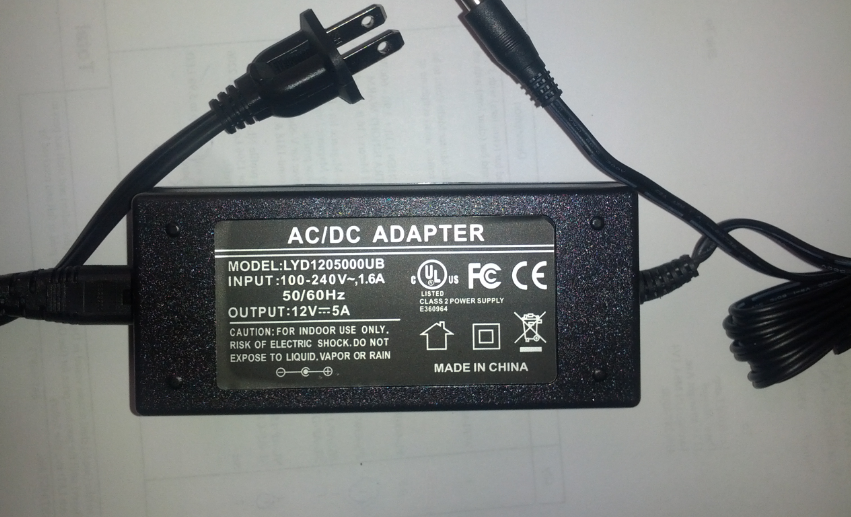 AC/DC ADAPTER
MODEL:LYD1205000UB
INPUT:100-240V~,1.6A
50/60Hz
OUTPUT:12V⎓5A
CAUTION: FOR INDOOR USE ONLY.
RISK OF ELECTRIC SHOCK.DO NOT
EXPOSE TO LIQUID,VAPOR OR RAIN
c UL US FC CE
LISTED
CLASS 2 POWER SUPPLY
E360964
MADE IN CHINA